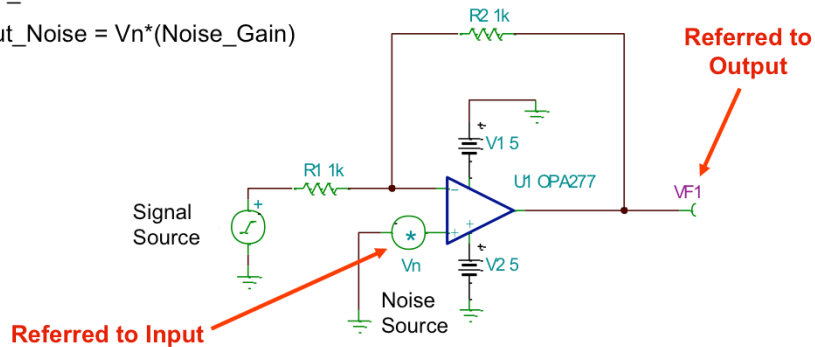 = Vn*(Noise_Gain)
R2 1k
Referred to
Output
V1 5
R1 1k
U1 OPA277
VF1
Signal
Source
Vn
V2 5
Noise
Source
Referred to Input